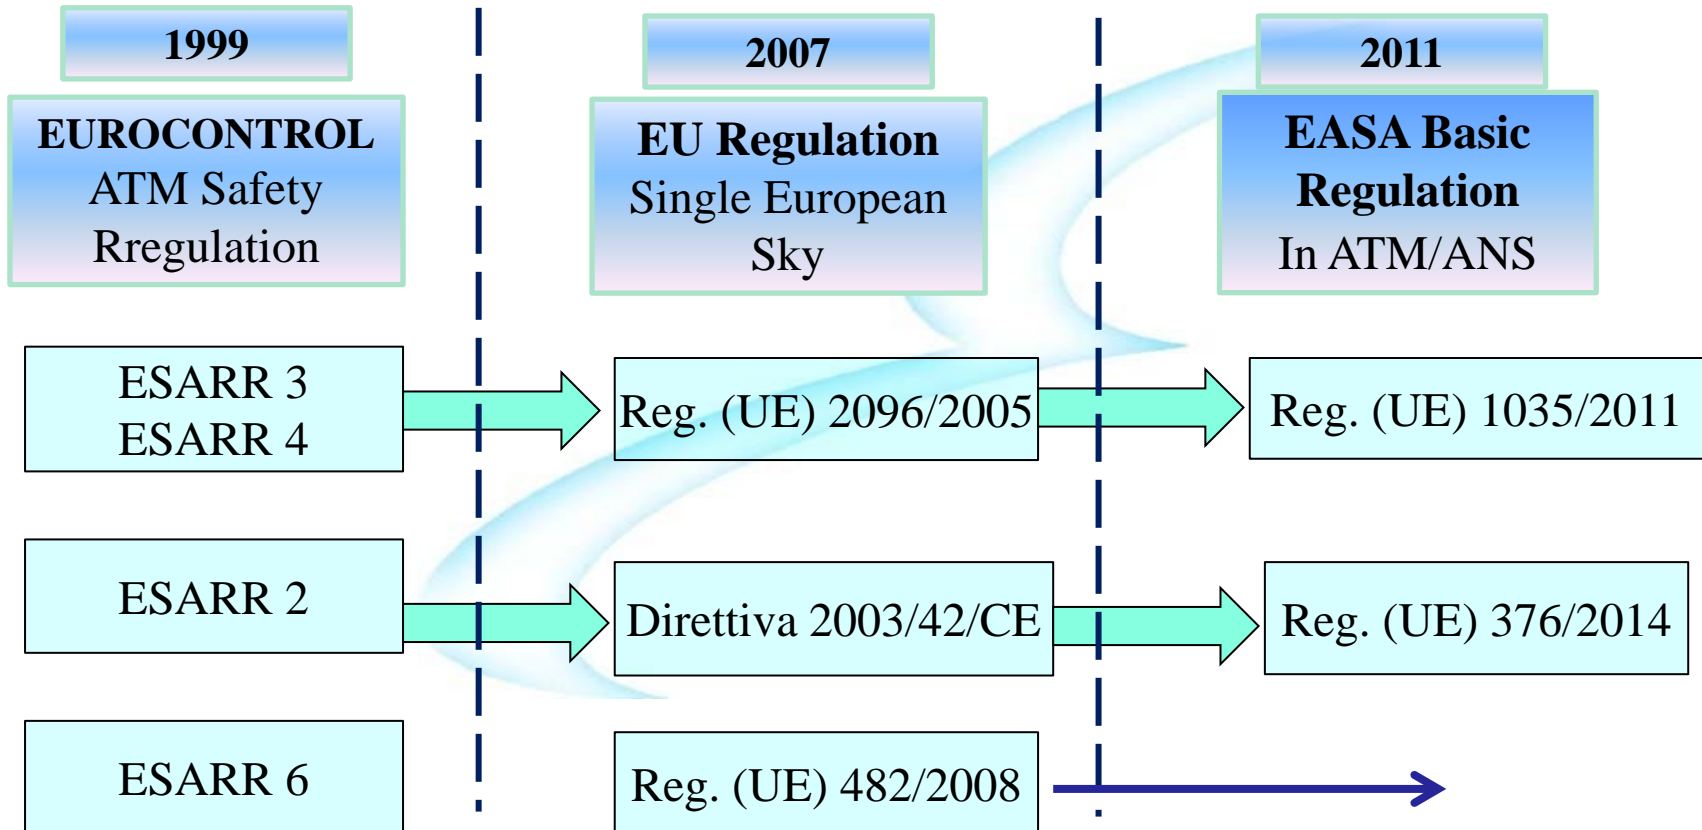 1999
2007
2011
EUROCONTROL
ATM Safety
Rregulation
EU Regulation
Single European
Sky
EASA Basic
Regulation
In ATM/ANS
ESARR 3
ESARR 4
Reg. (UE) 2096/2005
Reg. (UE) 1035/2011
ESARR 2
Direttiva 2003/42/CE
Reg. (UE) 376/2014
ESARR 6
Reg. (UE) 482/2008